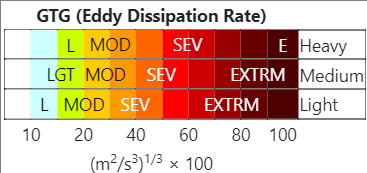 GTG (Eddy Dissipation Rate)
L MOD SEV E Heavy
LGT MOD SEV EXTRM Medium
L MOD SEV EXTRM Light
10 20 40 60 80 100
(m²/s³)¹/³ × 100